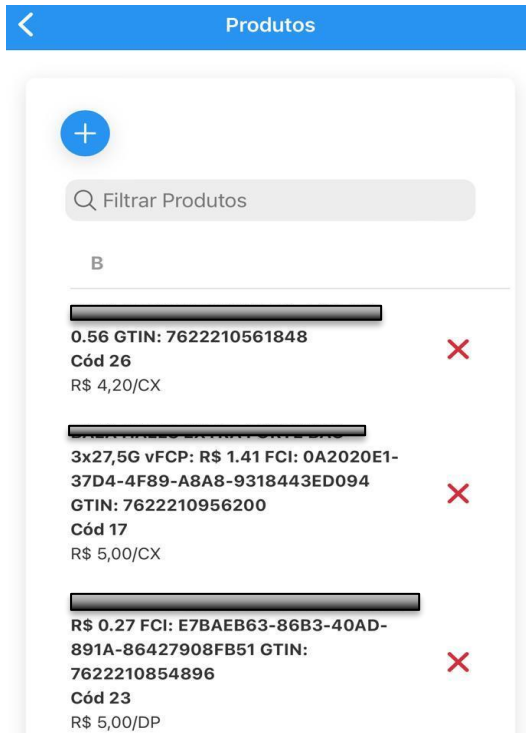 Produtos
Filtrar Produtos
B
0.56 GTIN: 7622210561848
Cód 26
R$ 4,20/CX
3x27,5G vFCP: R$ 1.41 FCI: 0A2020E1-
37D4-4F89-A8A8-9318443ED094
GTIN: 7622210956200
Cód 17
R$ 5,00/CX
R$ 0.27 FCI: E7BAEB63-86B3-40AD-
891A-86427908FB51 GTIN:
7622210854896
Cód 23
R$ 5,00/DP